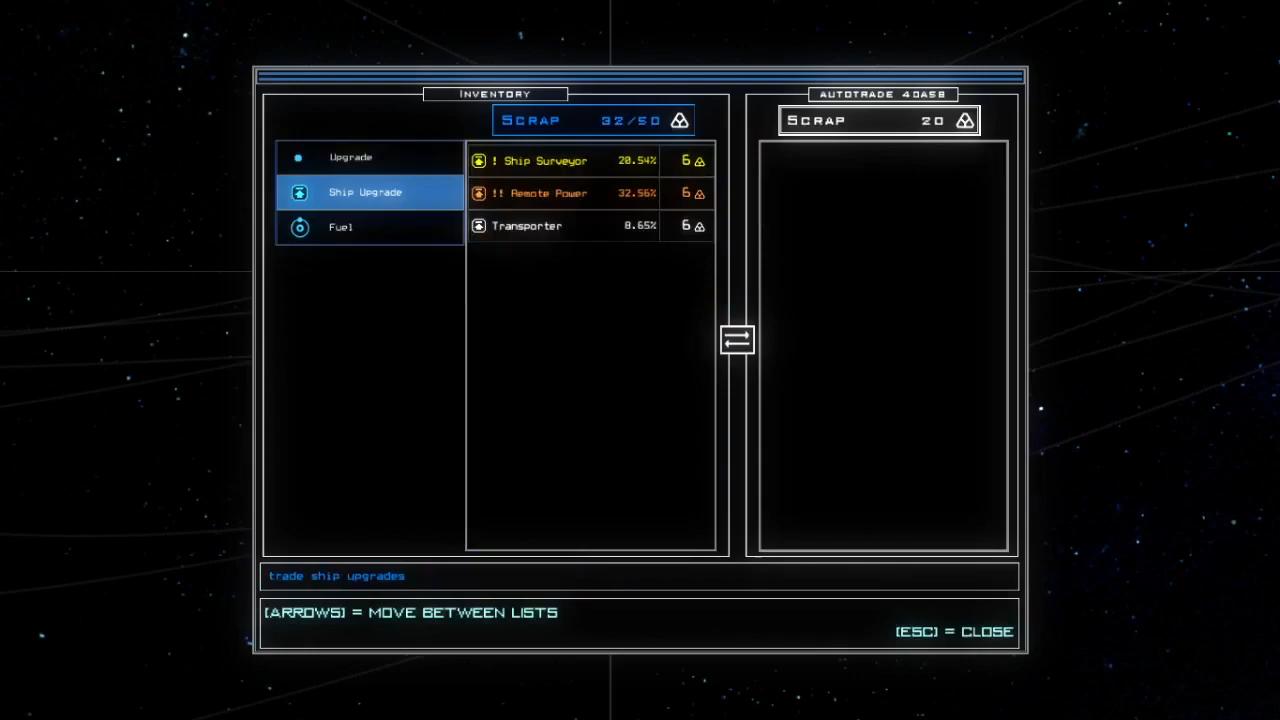 INVENTORY
SCRAP 32/50
Upgrade
Ship Upgrade
Fuel
! Ship Surveyor 20.54% 6
!! Remote Power 32.56% 6
Transporter 8.65% 6
AUTOTRADE 40A5B
SCRAP 20
trade ship upgrades
[ARROWS] = MOVE BETWEEN LISTS
[ESC] = CLOSE